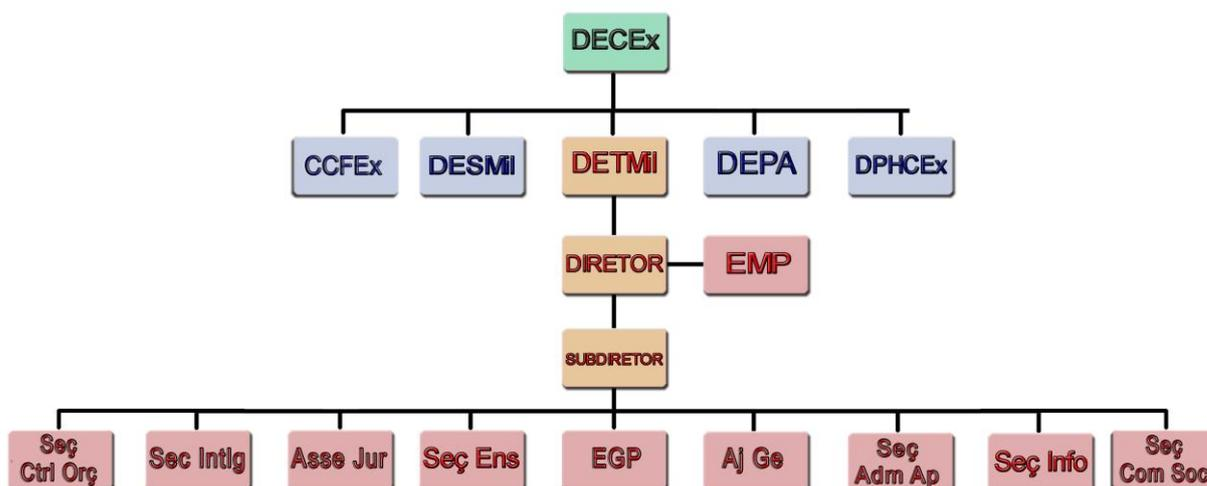 DECEx
CCFEx
DESMil
DETMil
DEPA
DPHCEx
DIRETOR
EMP
SUBDIRETOR
Seç
Ctrl Orç
Sec Intlg
Asse Jur
Seç Ens
EGP
Aj Ge
Seç
Adm Ap
Seç Info
Seç
Com Soc